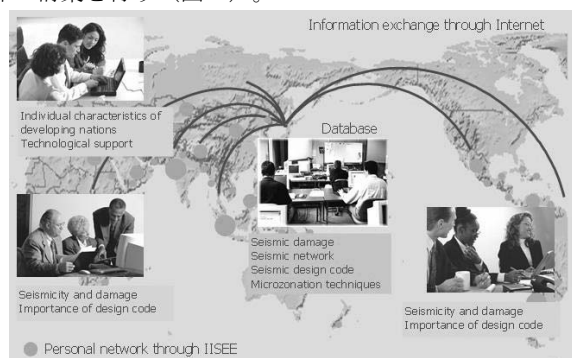 Information exchange through Internet
Individual characteristics of
developing nations
Technological support
Database
Seismic damage
Seismic network
Seismic design code
Microzonation techniques
Seismicity and damage
Importance of design code
Seismicity and damage
Importance of design code
Personal network through IISEE